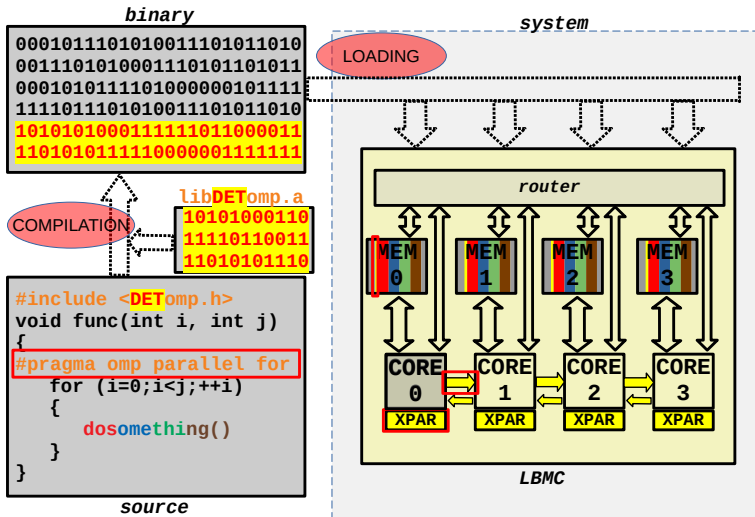 binary
0001011101010011101011010
0011101010001110101101011
0001010111101000000101111
1111011101010011101011010
1010101000111111011000011
1101010111110000001111111
COMPILATION
libDETomp.a
10101000110
11110110011
11010101110
#include <DETomp.h>
void func(int i, int j)
{
#pragma omp parallel for
for (i=0;i<j;++i)
{
dosomething()
}
}
source
system
LOADING
router
MEM 0
MEM 1
MEM 2
MEM 3
CORE 0
CORE 1
CORE 2
CORE 3
XPAR
XPAR
XPAR
XPAR
LBMC